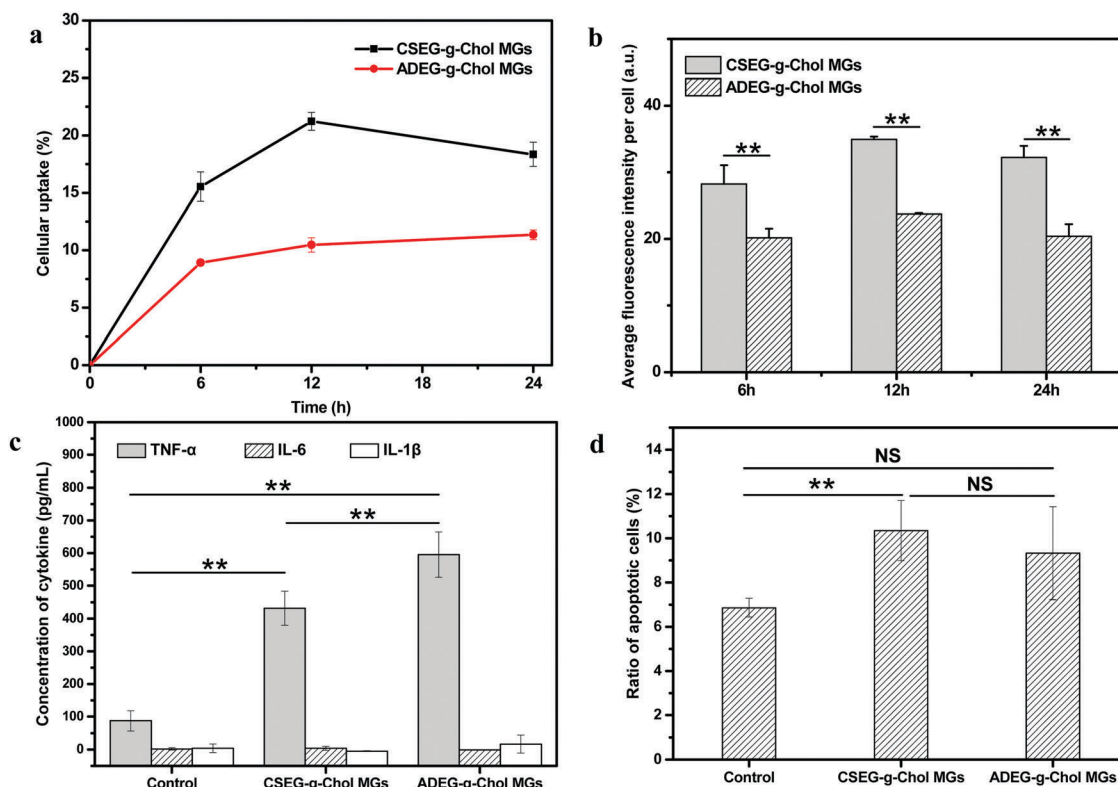 a
30
25
20
15
10
5
0
Cellular uptake (%)
CSEG-g-Chol MGs
ADEG-g-Chol MGs
0 6 12 18 24
Time (h)
b
40
20
0
Average fluorescence intensity per cell (a.u.)
CSEG-g-Chol MGs
ADEG-g-Chol MGs
** ** **
6h 12h 24h
c
1000
900
800
700
600
500
400
300
200
100
0
Concentration of cytokine (pg/mL)
TNF-α IL-6 IL-1β
**
**
**
Control CSEG-g-Chol MGs ADEG-g-Chol MGs
d
16
14
12
10
8
6
4
2
0
Ratio of apoptotic cells (%)
NS
** NS
Control CSEG-g-Chol MGs ADEG-g-Chol MGs